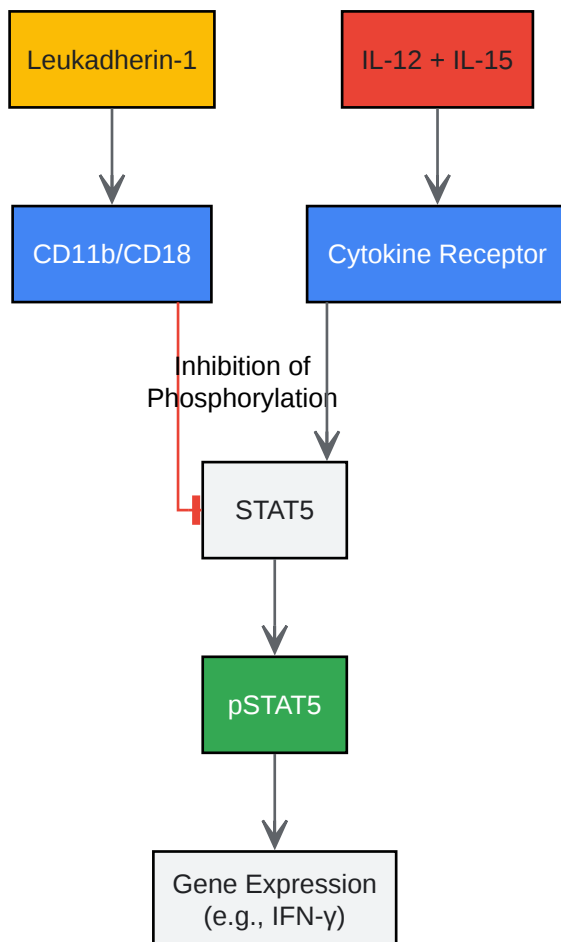 Leukadherin-1
IL-12 + IL-15
CD11b/CD18
Cytokine Receptor
Inhibition of
Phosphorylation
STAT5
pSTAT5
Gene Expression
(e.g., IFN-γ)